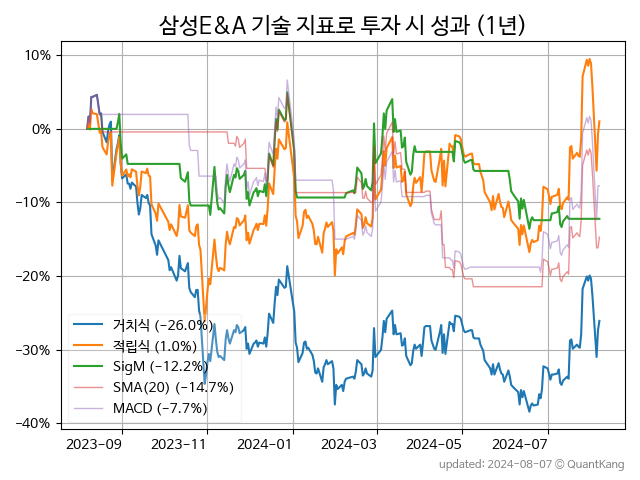 삼성E&A 기술 지표로 투자 시 성과 (1년)
10%
0%
−10%
−20%
−30%
−40%
거치식 (−26.0%)
적립식 (1.0%)
SigM (−12.2%)
SMA(20) (−14.7%)
MACD (−7.7%)
2023−09
2023−11
2024−01
2024−03
2024−05
2024−07
updated: 2024-08-07 © QuantKang